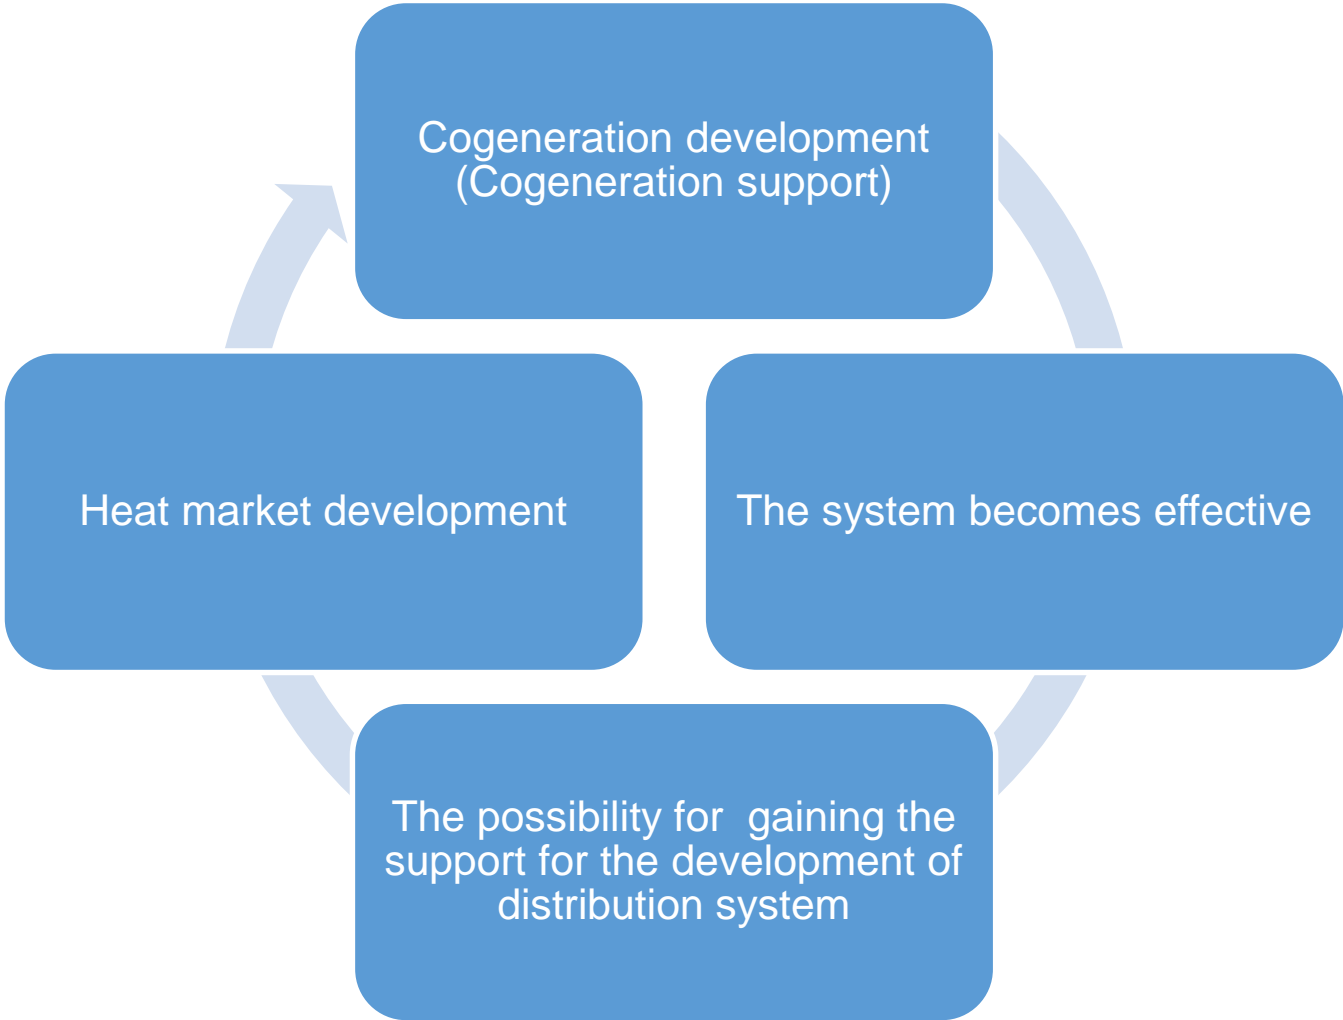 Cogeneration development
(Cogeneration support)
Heat market development
The system becomes effective
The possibility for  gaining the
support for the development of
distribution system